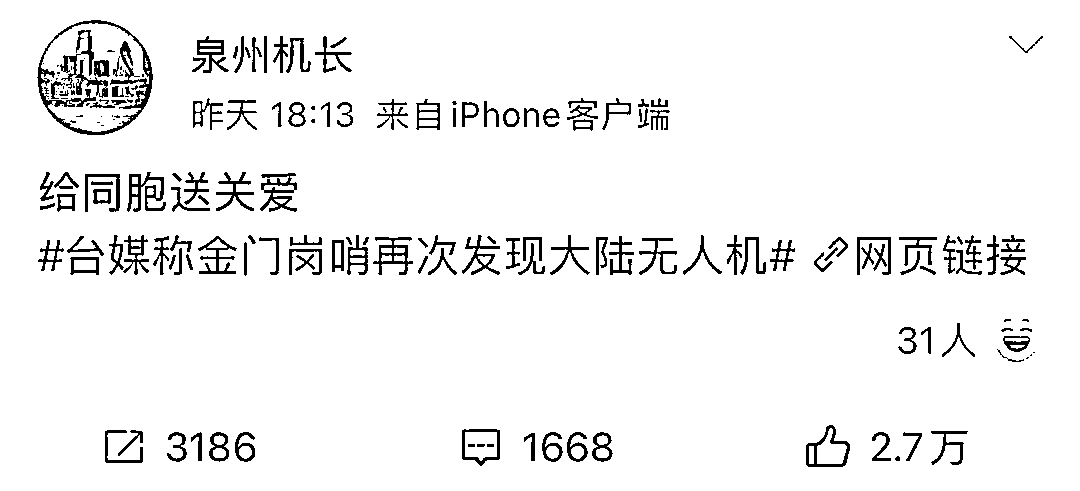 泉州机长
昨天 18:13 来自iPhone客户端
给同胞送关爱
#台媒称金门岗哨再次发现大陆无人机# 网页链接
31人
3186 1668 2.7万